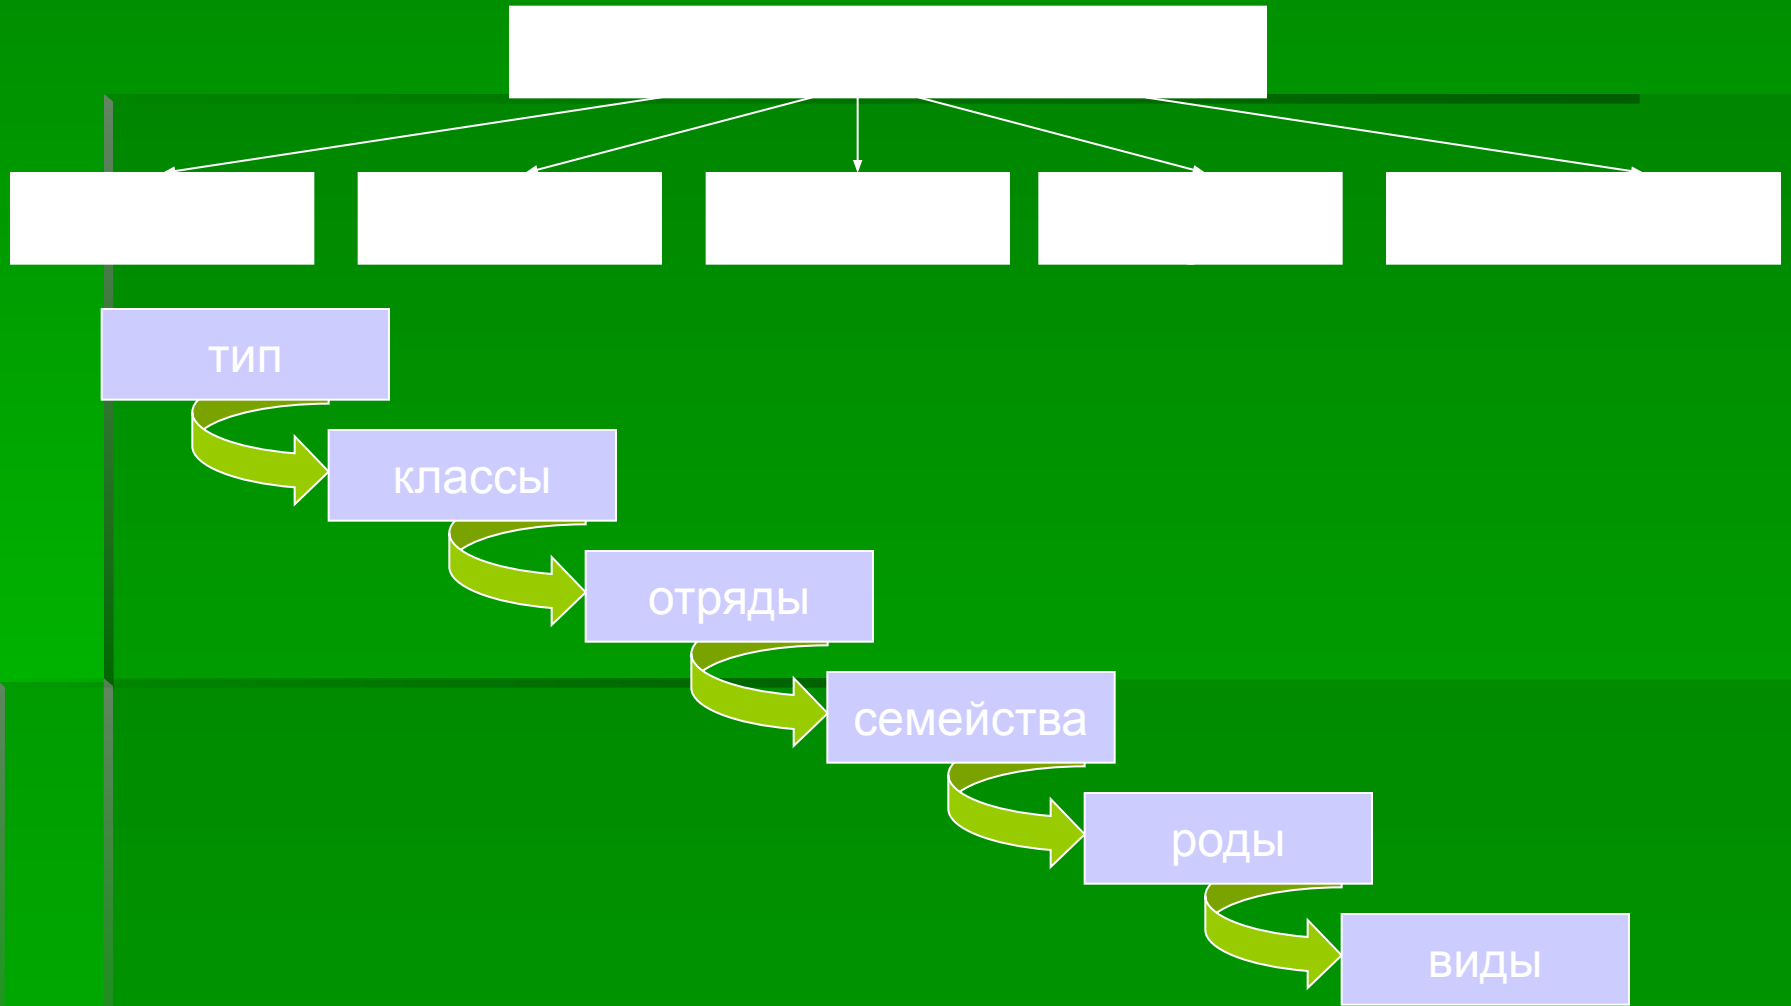 тип
классы
отряды
семейства
роды
виды